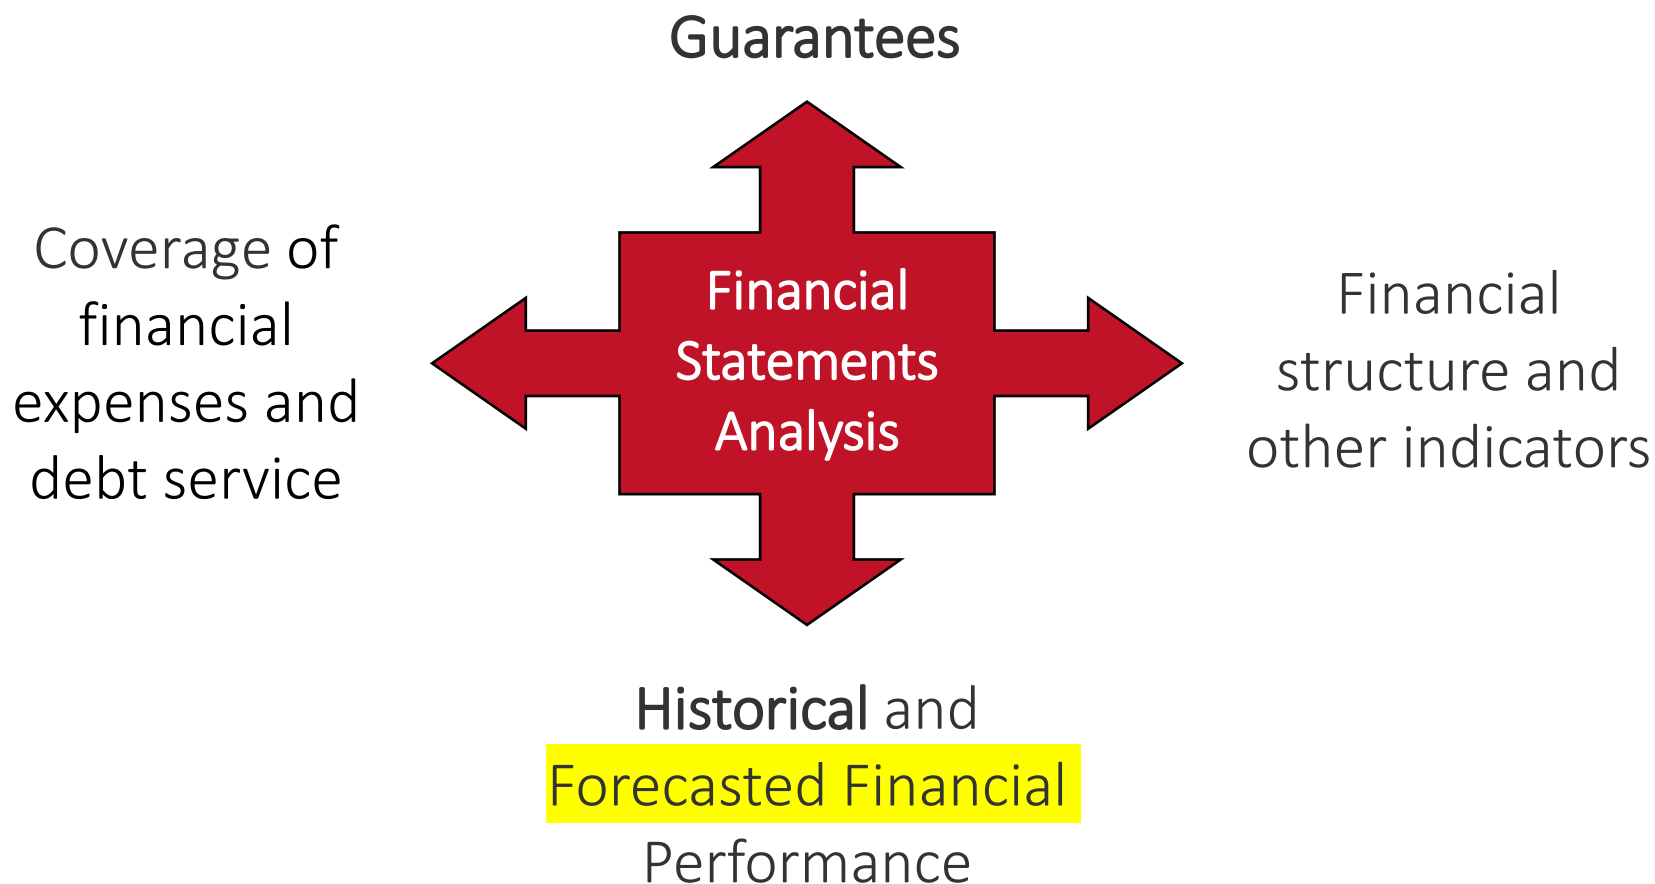 Guarantees
Coverage of
financial
expenses and
debt service
Financial
Statements
Analysis
Financial
structure and
other indicators
Historical and
Forecasted Financial
Performance